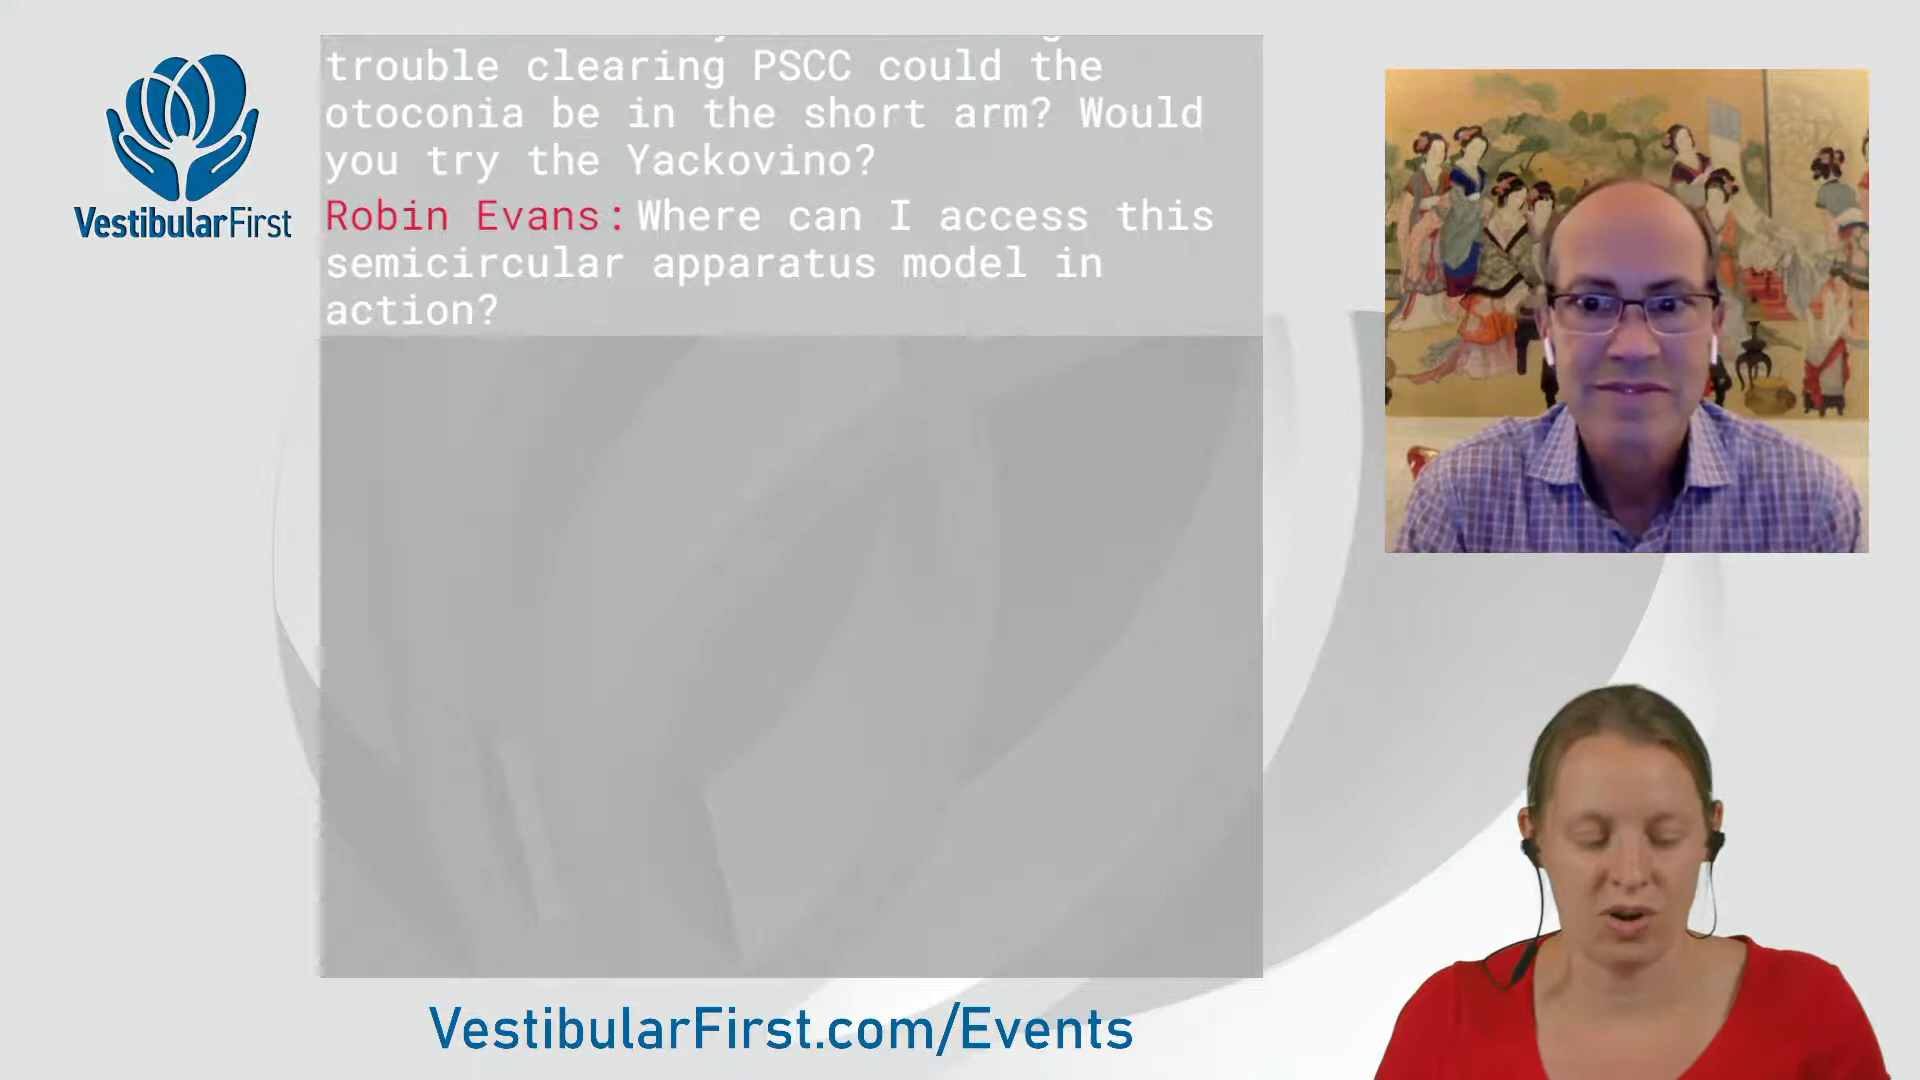 VestibularFirst
trouble clearing PSCC could the
otoconia be in the short arm? Would
you try the Yackovino?
Robin Evans: Where can I access this
semicircular apparatus model in
action?
VestibularFirst.com/Events